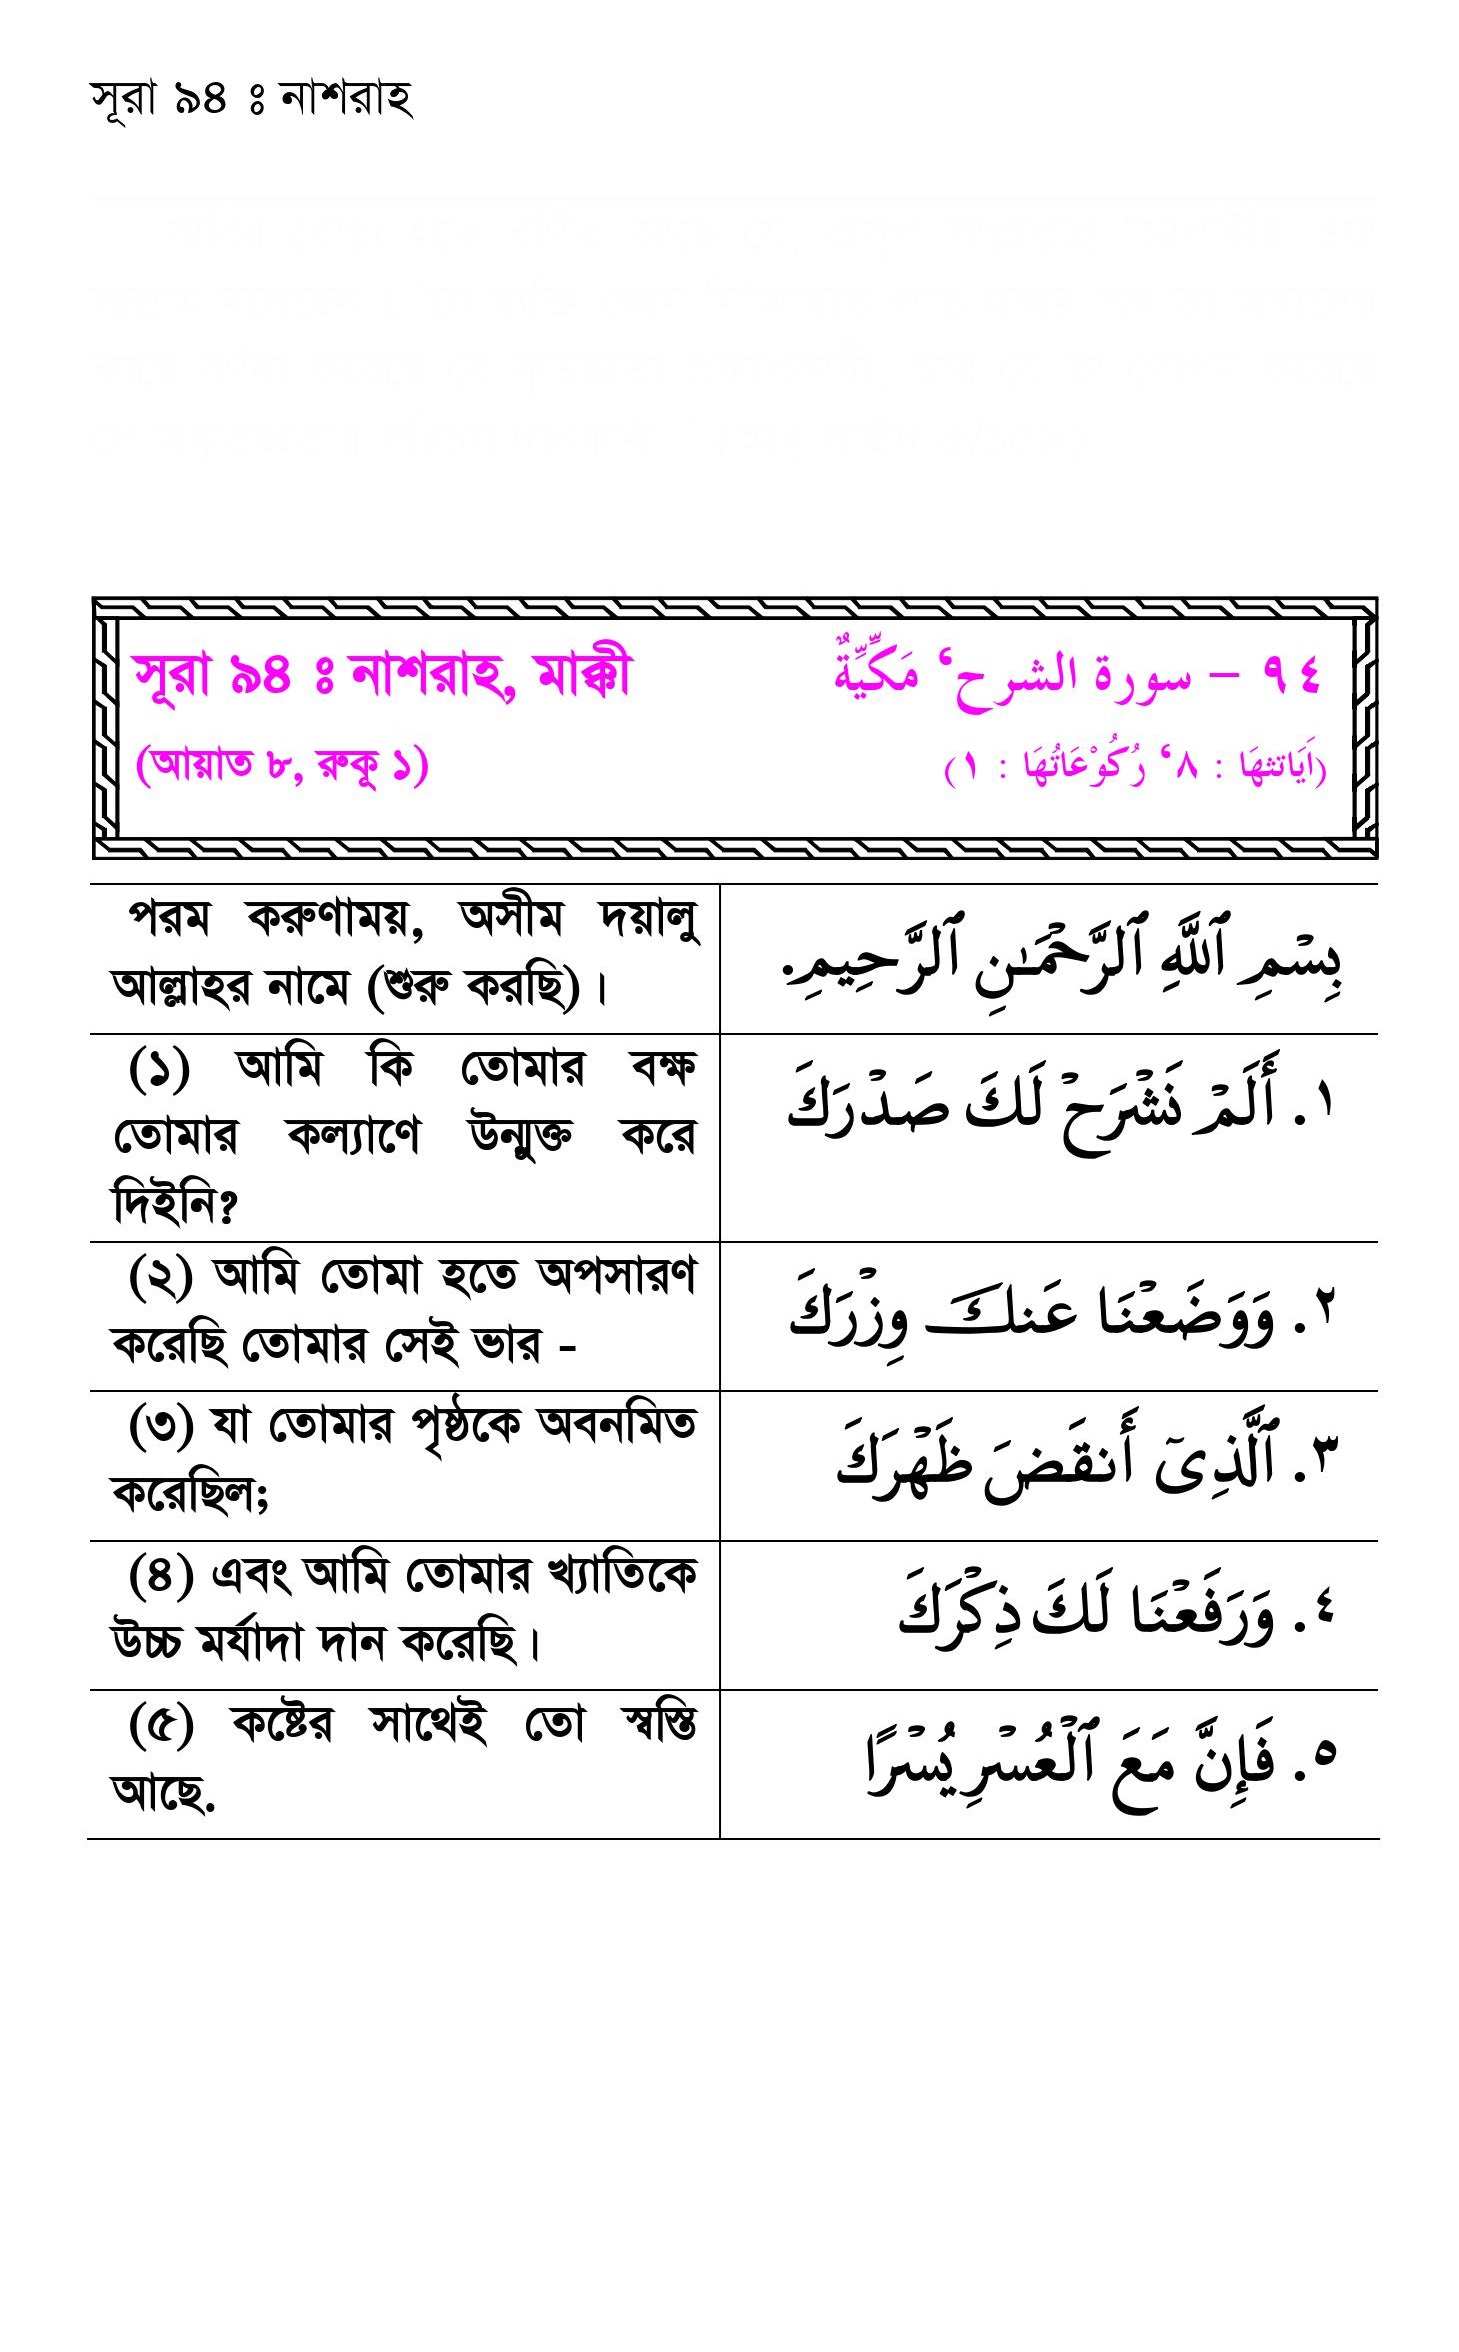 সূরা ৯৪ ঃ নাশরাহ
সূরা ৯৪ ঃ নাশরাহ, মাক্কী
٩٤ – سورة الشرح‘ مَكِّيَّةٌ
(আয়াত ৮, রুকূ ১)
(اَيَاتثهَا : ٨‘ رُكُوْعَاتُهَا : ١)
পরম করুণাময়, অসীম দয়ালু
আল্লাহর নামে (শুরু করছি)।
بِسْمِ ٱللَّهِ ٱلرَّحْمَـٰنِ ٱلرَّحِيمِ.
(১) আমি কি তোমার বক্ষ
তোমার কল্যাণে উন্মুক্ত করে
দিইনি?
١. أَلَمْ نَشْرَحْ لَكَ صَدْرَكَ
(২) আমি তোমা হতে অপসারণ
করেছি তোমার সেই ভার -
٢. وَوَضَعْنَا عَنكَ وِزْرَكَ
(৩) যা তোমার পৃষ্ঠকে অবনমিত
করেছিল;
٣. ٱلَّذِىٓ أَنقَضَ ظَهْرَكَ
(৪) এবং আমি তোমার খ্যাতিকে
উচ্চ মর্যাদা দান করেছি।
٤. وَرَفَعْنَا لَكَ ذِكْرَكَ
(৫) কষ্টের সাথেই তো স্বস্তি
আছে.
٥. فَإِنَّ مَعَ ٱلْعُسْرِ يُسْرًا